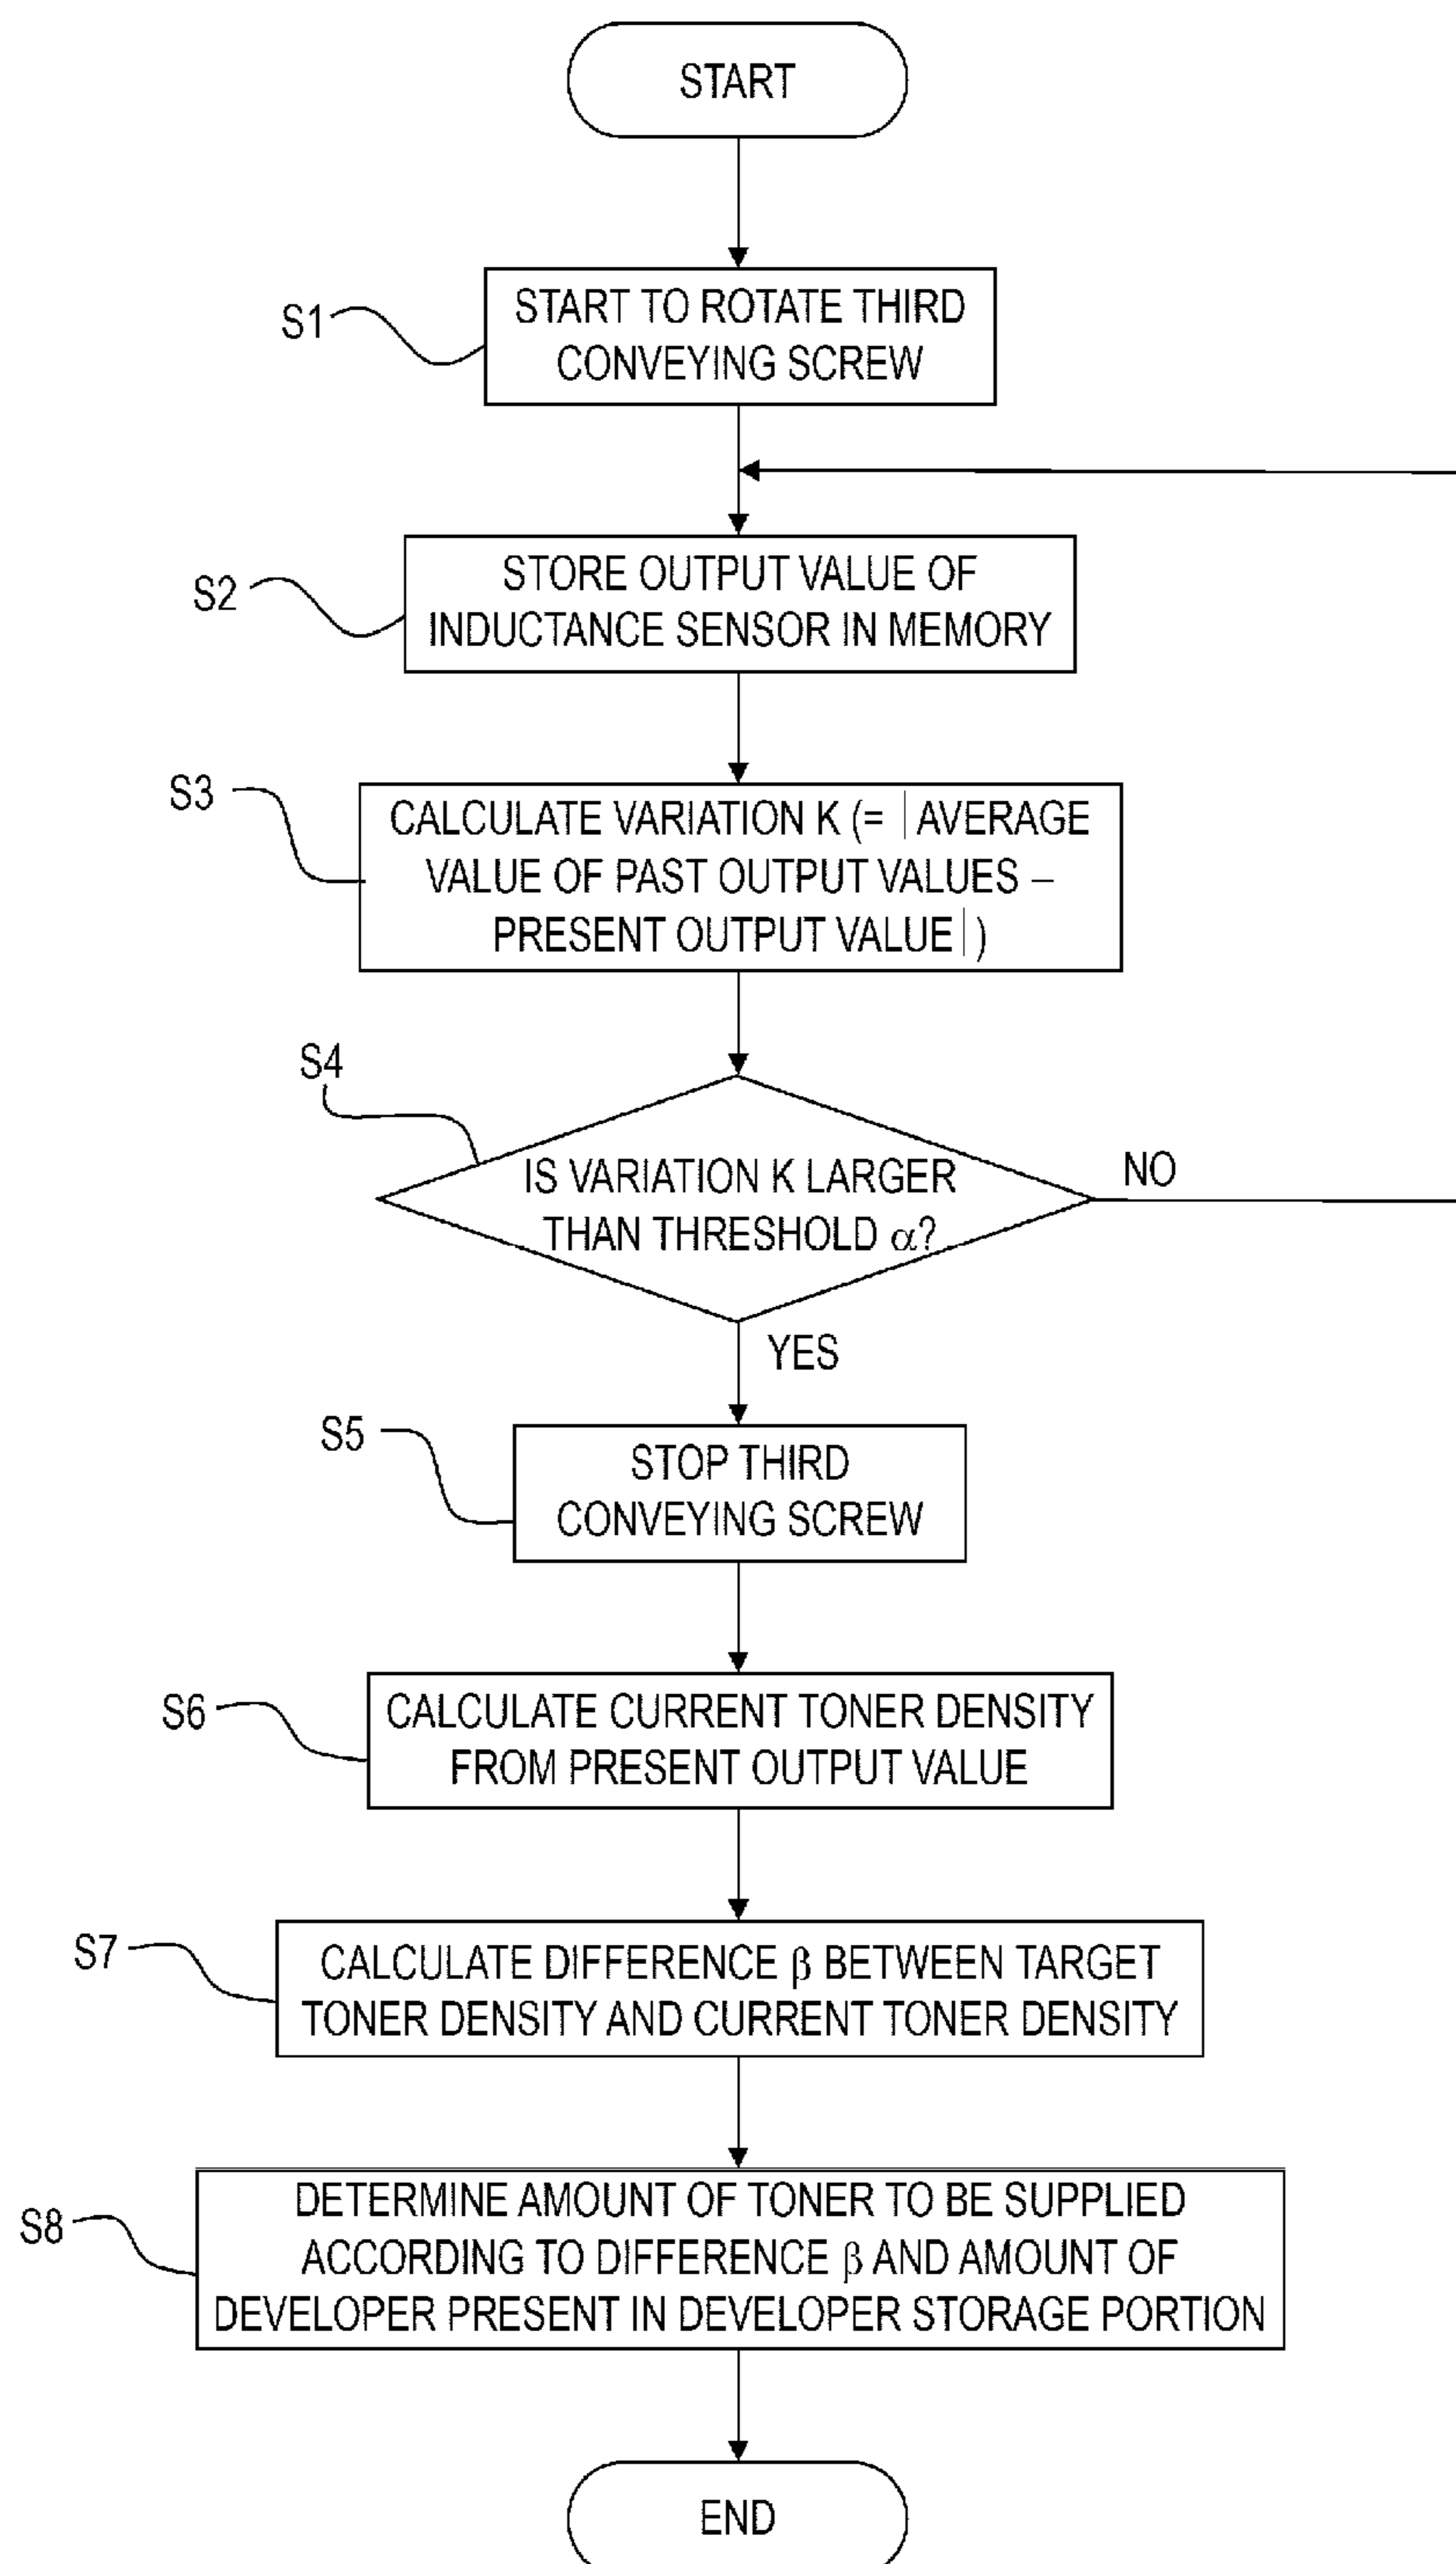 START
S1
START TO ROTATE THIRD
CONVEYING SCREW
S2
STORE OUTPUT VALUE OF
INDUCTANCE SENSOR IN MEMORY
S3
CALCULATE VARIATION K (= | AVERAGE
VALUE OF PAST OUTPUT VALUES –
PRESENT OUTPUT VALUE | )
S4
IS VARIATION K LARGER
THAN THRESHOLD α?
NO
YES
S5
STOP THIRD
CONVEYING SCREW
S6
CALCULATE CURRENT TONER DENSITY
FROM PRESENT OUTPUT VALUE
S7
CALCULATE DIFFERENCE β BETWEEN TARGET
TONER DENSITY AND CURRENT TONER DENSITY
S8
DETERMINE AMOUNT OF TONER TO BE SUPPLIED
ACCORDING TO DIFFERENCE β AND AMOUNT OF
DEVELOPER PRESENT IN DEVELOPER STORAGE PORTION
END